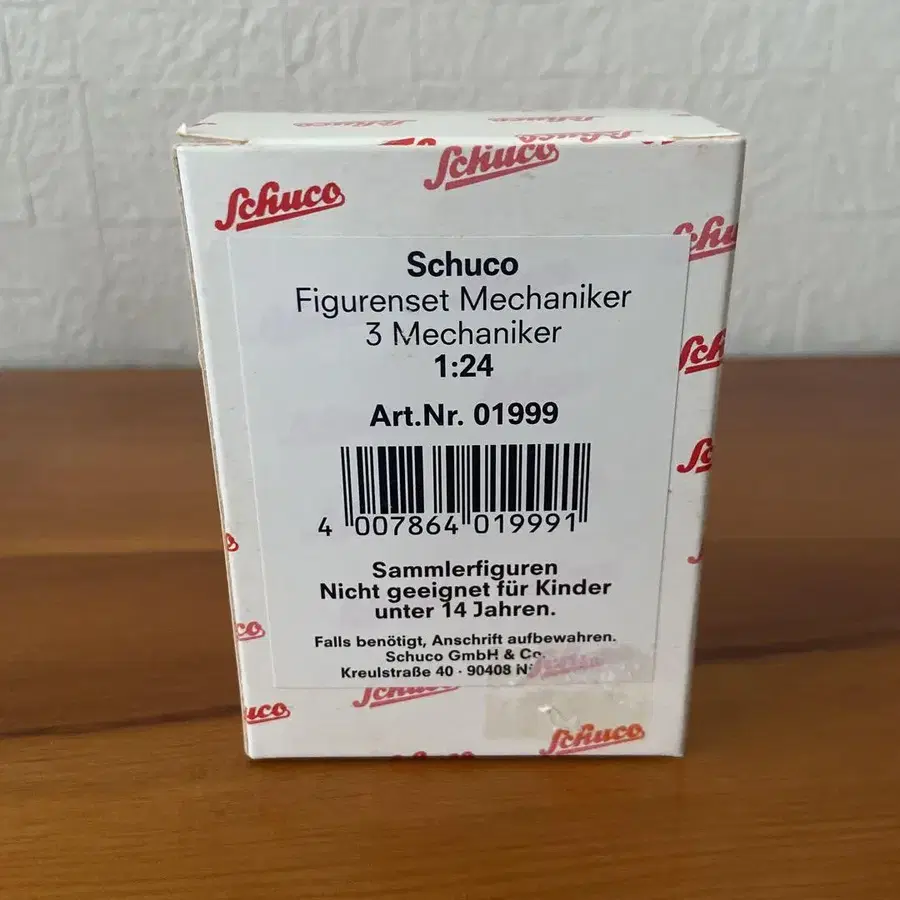 Schuco
Schuco
Schuco
Schuco
Schuco
Figurenset Mechaniker
3 Mechaniker
1:24
Art.Nr. 01999
4 007864 019991
Sammlerfiguren
Nicht geeignet für Kinder
unter 14 Jahren.
Falls benötigt, Anschrift aufbewahren.
Schuco GmbH & Co.
Kreulstraße 40 · 90408
Schuco
Schuco